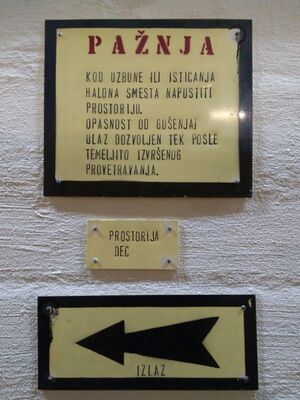 PAŽNJA
KOD UZBUNE ILI ISTICANJA
HALONA SMESTA NAPUSTITI
PROSTORIJU.
OPASNOST OD GUŠENJA!
ULAZ DOZVOLJEN TEK POSLE
TEMELJITO IZVRŠENOG
PROVETRAVANJA.
PROSTORIJA
DEC
IZLAZ